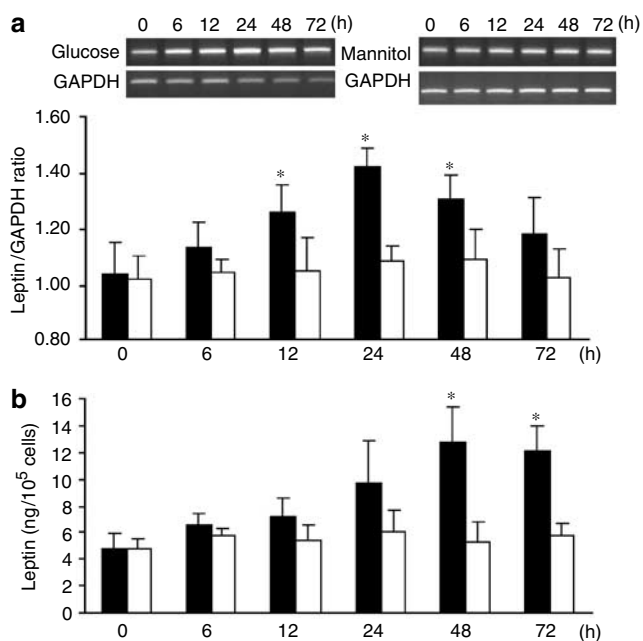 a
0 6 12 24 48 72 (h)
Glucose
GAPDH
0 6 12 24 48 72 (h)
Mannitol
GAPDH
Leptin/GAPDH ratio
1.60
1.40
1.20
1.00
0.80
* * *
0 6 12 24 48 72 (h)
b
Leptin (ng/10⁵ cells)
16
14
12
10
8
6
4
2
0
* *
0 6 12 24 48 72 (h)